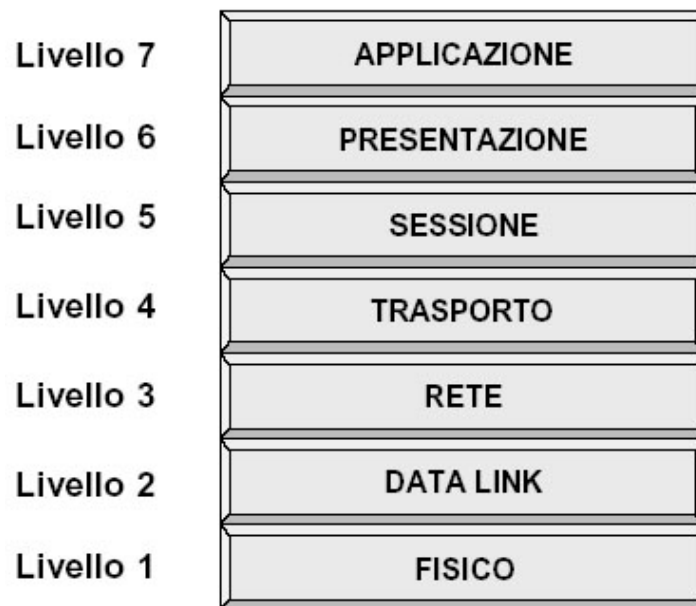 Livello 7 APPLICAZIONE
Livello 6 PRESENTAZIONE
Livello 5 SESSIONE
Livello 4 TRASPORTO
Livello 3 RETE
Livello 2 DATA LINK
Livello 1 FISICO